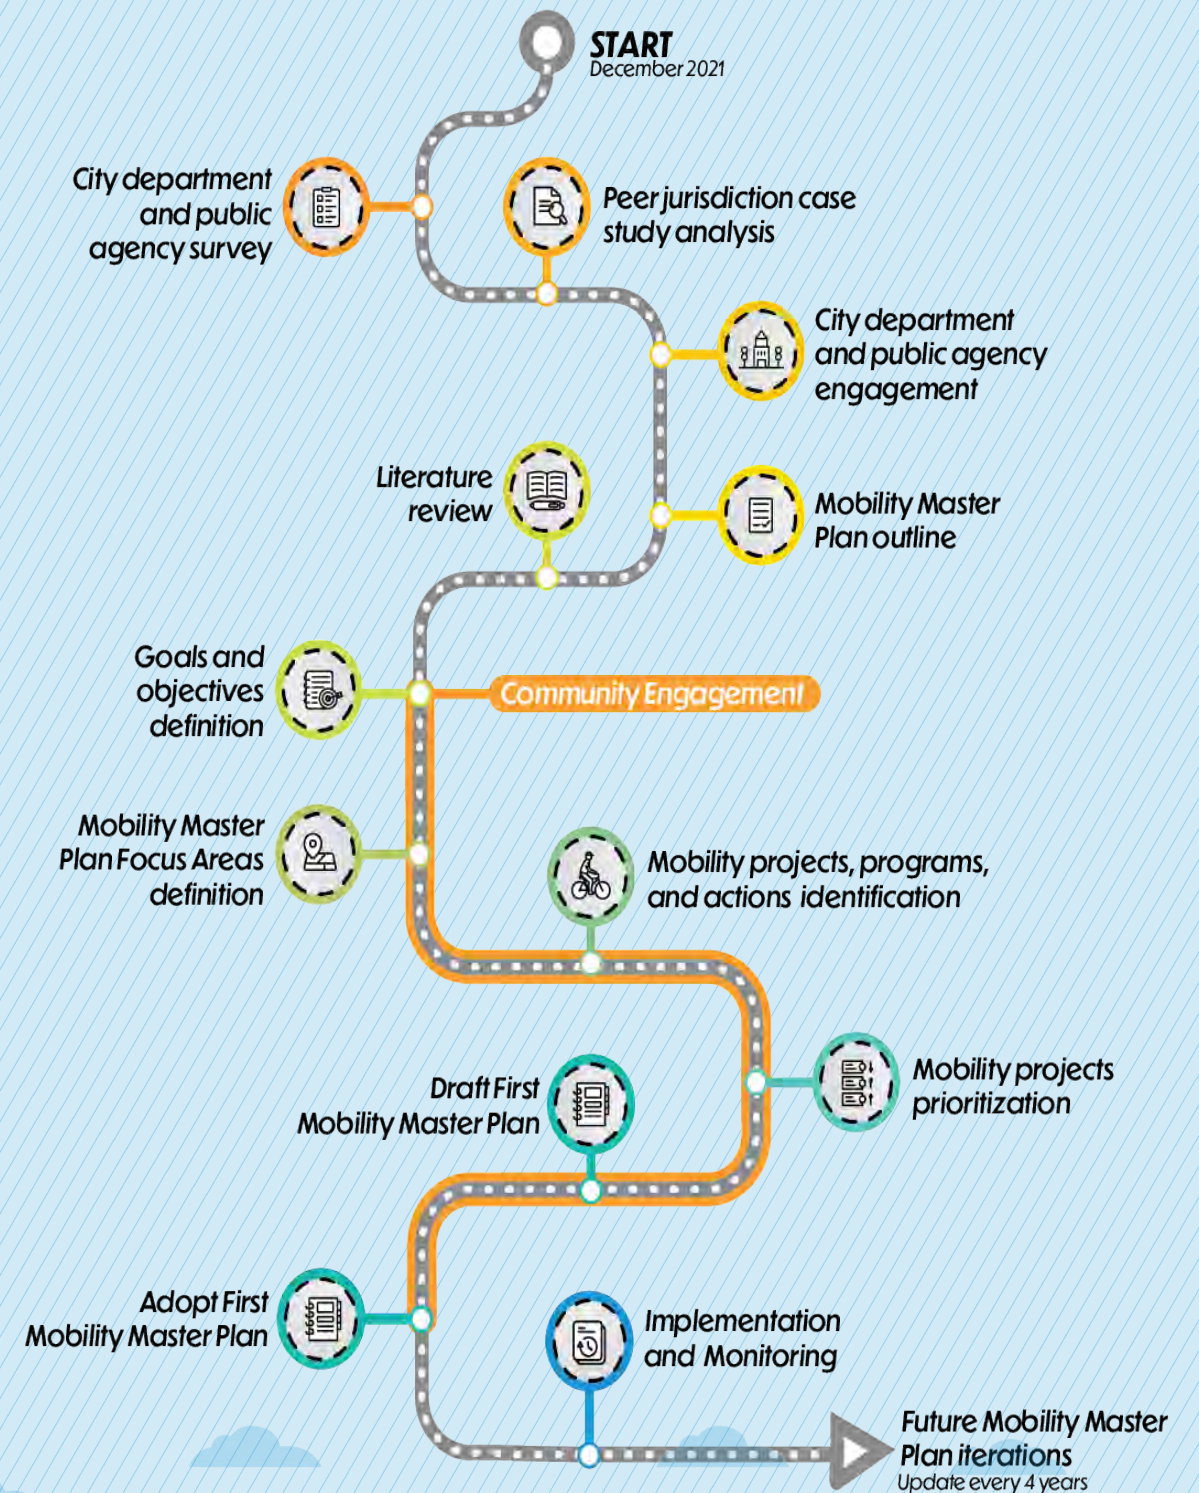 START
December 2021
City department
and public
agency survey
Peer jurisdiction case
study analysis
City department
and public agency
engagement
Literature
review
Mobility Master
Plan outline
Goals and
objectives
definition
Community Engagement
Mobility Master
Plan Focus Areas
definition
Mobility projects, programs,
and actions identification
Mobility projects
prioritization
Draft First
Mobility Master Plan
Adopt First
Mobility Master Plan
Implementation
and Monitoring
Future Mobility Master
Plan iterations
Update every 4 years